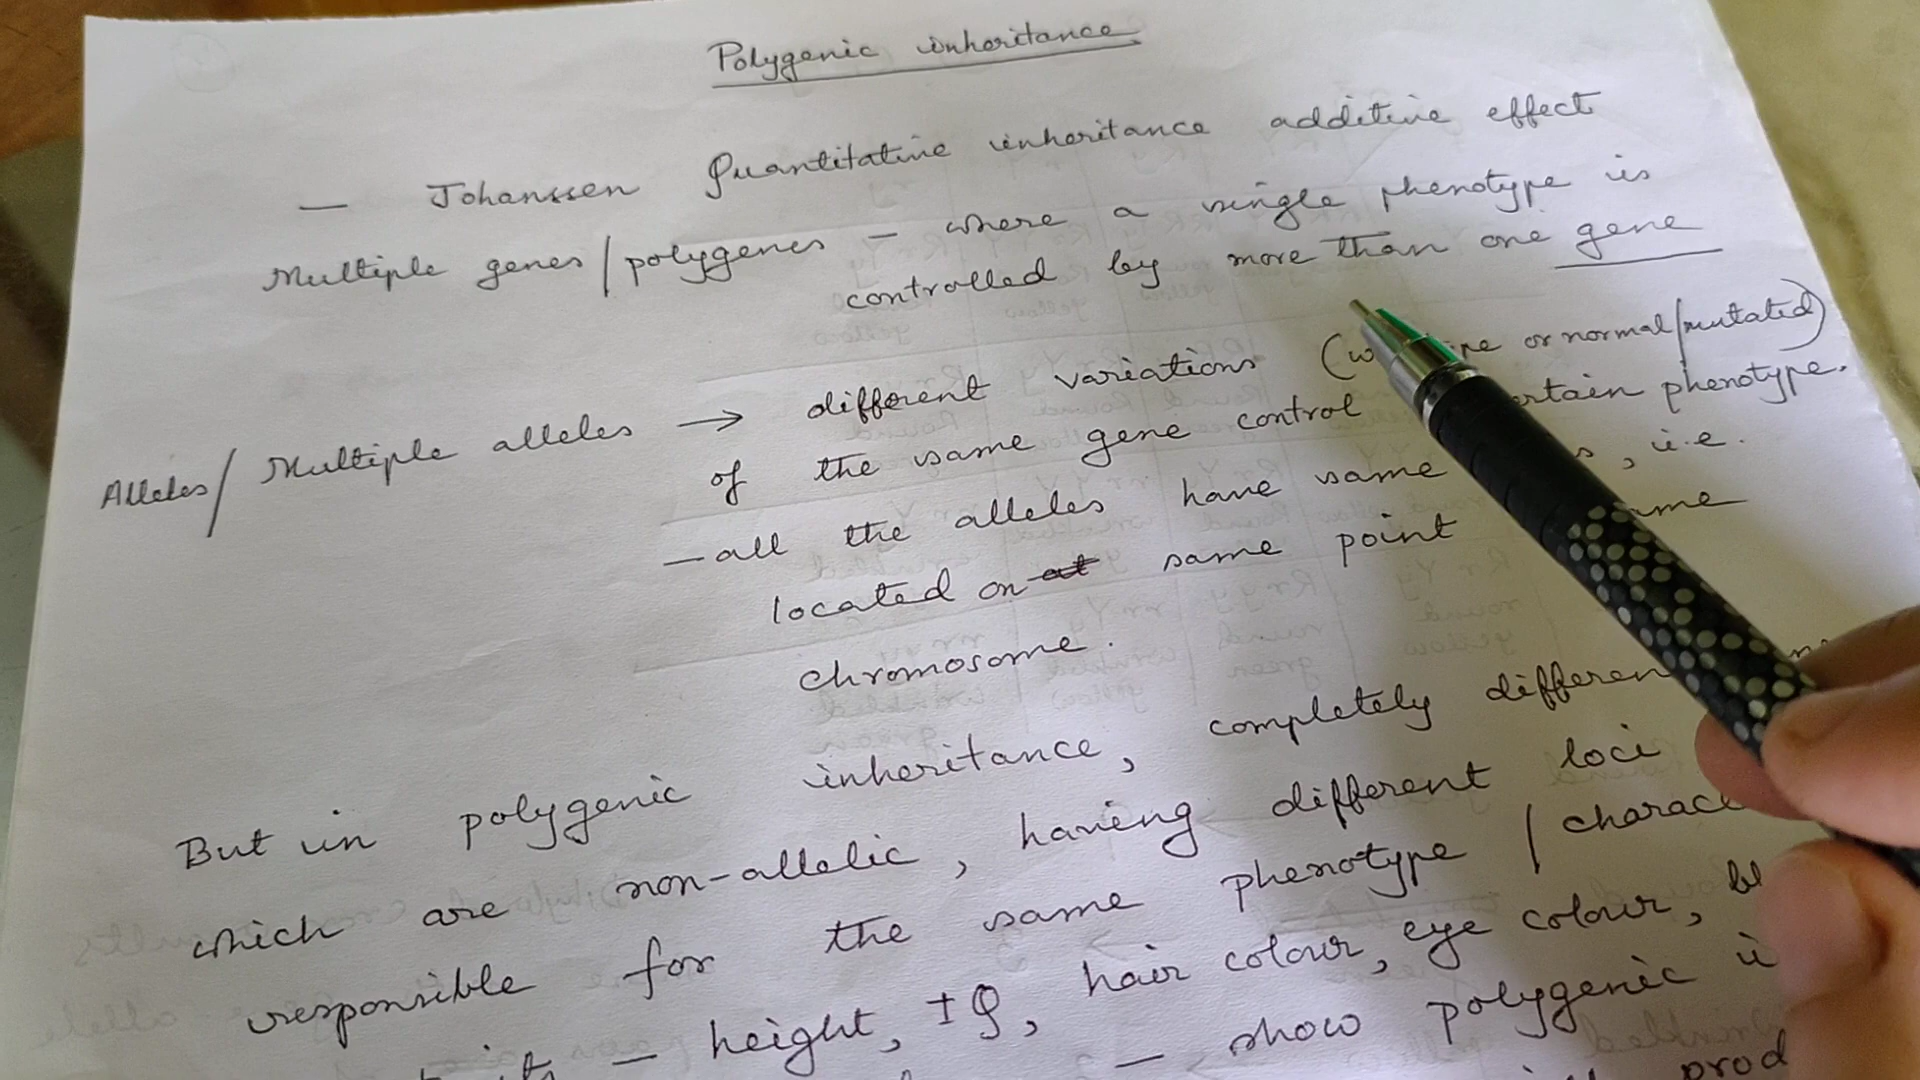 Polygenic inheritance
— Johanssen Quantitative inheritance additive effect
Multiple genes/polygenes – where a single phenotype is
controlled by more than one gene
Alleles/Multiple alleles → different variations (or normal/mutated)
of the same gene control phenotype.
— all the alleles have same , i.e.
located on at same point
chromosome.
But in polygenic inheritance, completely
which are non-allelic, having different loci
responsible for the same phenotype /
— height, IQ, hair colour, eye colour,
— show polygenic